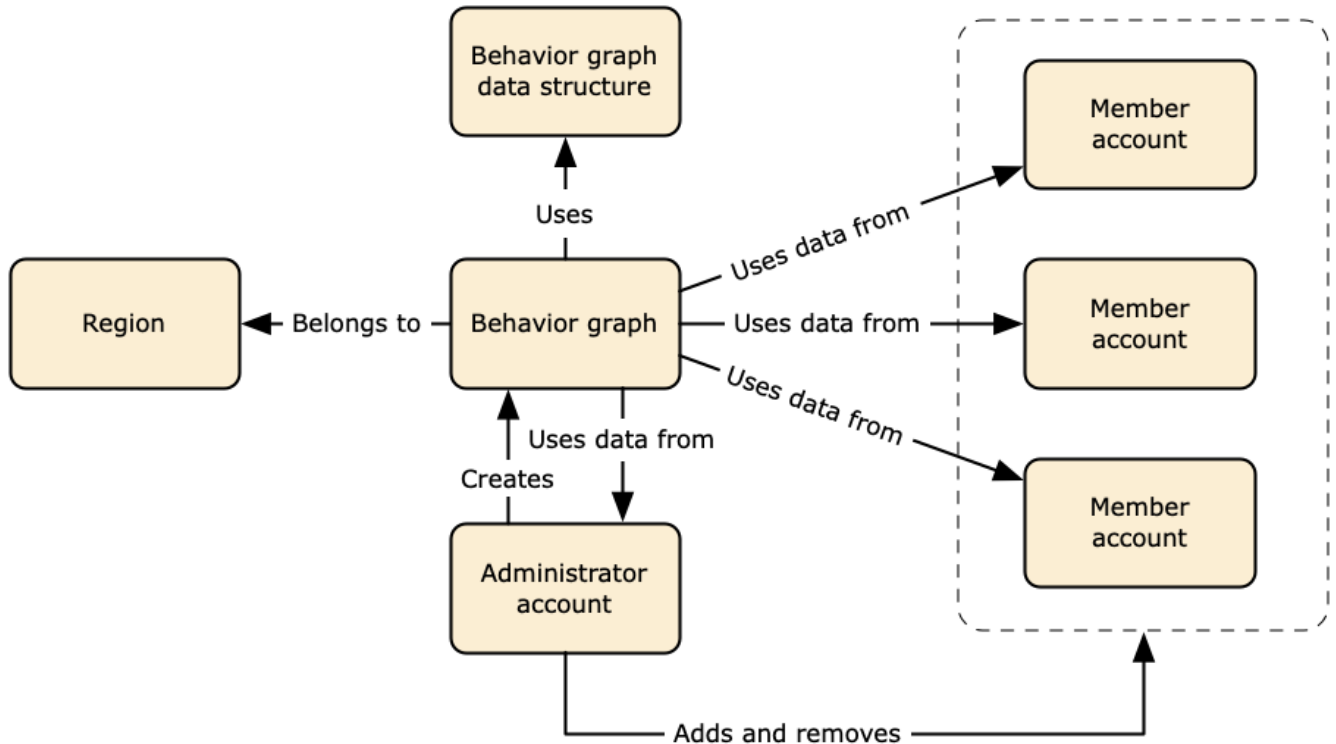 Behavior graph
data structure
Member
account
Uses
Uses data from
Region
Belongs to
Behavior graph
Uses data from
Member
account
Uses data from
Uses data from
Creates
Member
account
Administrator
account
Adds and removes